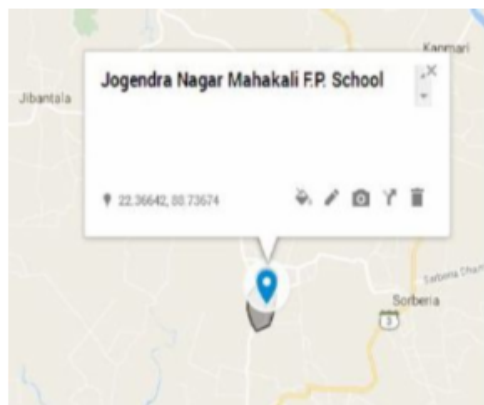 Kanmari
Jibantala
Jogendra Nagar Mahakali F.P. School
22.36642, 88.73674
Sorberia
3